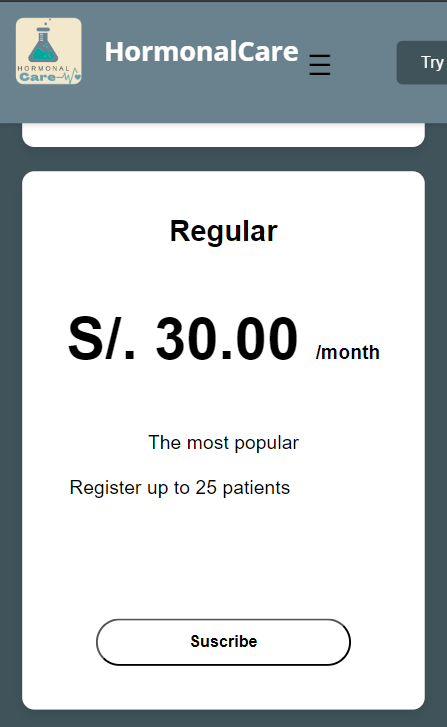 HORMONAL
Care
HormonalCare
Try
Regular
S/. 30.00 /month
The most popular
Register up to 25 patients
Suscribe